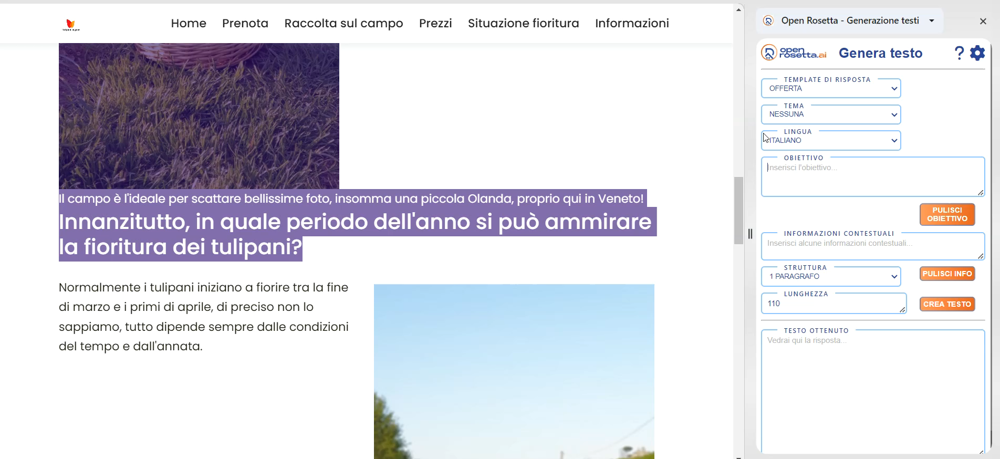 Home Prenota Raccolta sul campo Prezzi Situazione fioritura Informazioni
Il campo è l'ideale per scattare bellissime foto, insomma una piccola Olanda, proprio qui in Veneto!
Innanzitutto, in quale periodo dell'anno si può ammirare
la fioritura dei tulipani?
Normalmente i tulipani iniziano a fiorire tra la fine
di marzo e i primi di aprile, di preciso non lo
sappiamo, tutto dipende sempre dalle condizioni
del tempo e dall'annata.
Open Rosetta - Generazione testi
open
rosetta.ai
Genera testo
?
TEMPLATE DI RISPOSTA
OFFERTA
TEMA
NESSUNA
LINGUA
ITALIANO
OBIETTIVO
Inserisci l'obiettivo...
PULISCI
OBIETTIVO
INFORMAZIONI CONTESTUALI
Inserisci alcune informazioni contestuali...
STRUTTURA
1 PARAGRAFO
PULISCI INFO
LUNGHEZZA
110
CREA TESTO
TESTO OTTENUTO
Vedrai qui la risposta...